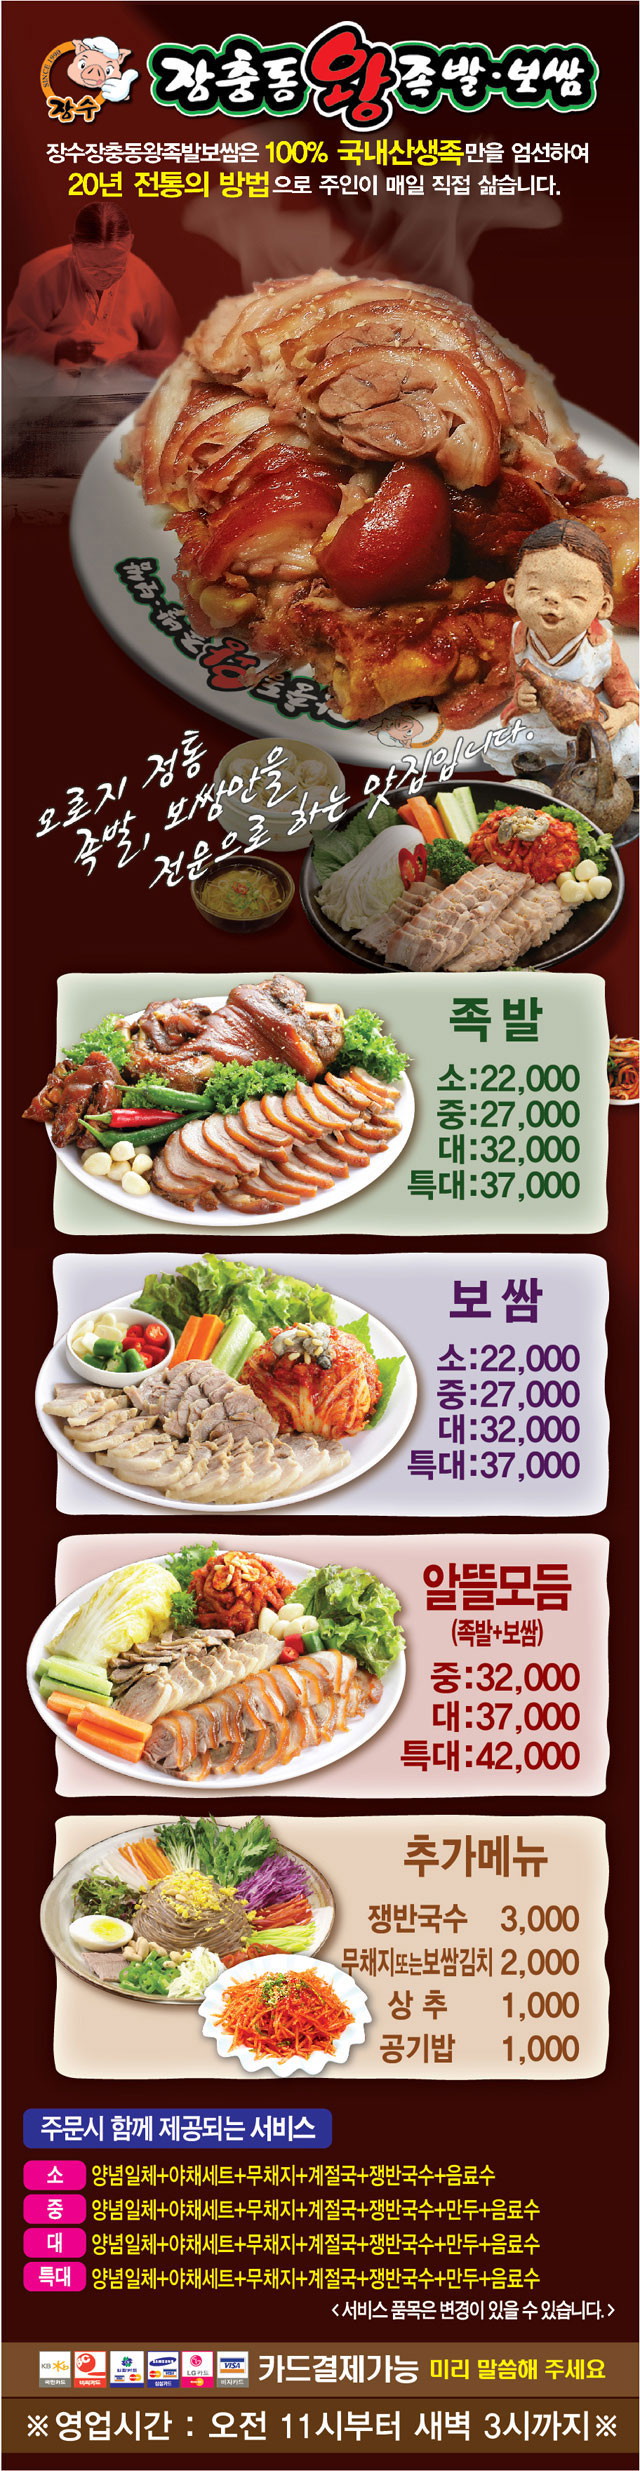 SINCE 1999
장수
장충동왕족발·보쌈
장수장충동왕족발보쌈은 100% 국내산생족만을 엄선하여
20년 전통의 방법으로 주인이 매일 직접 삶습니다.
오로지 정통
족발, 보쌈만을
전문으로 하는 맛집입니다.
족발
소:22,000
중:27,000
대:32,000
특대:37,000
보쌈
소:22,000
중:27,000
대:32,000
특대:37,000
알뜰모듬
(족발+보쌈)
중:32,000
대:37,000
특대:42,000
추가메뉴
쟁반국수 3,000
무채지또는보쌈김치 2,000
상추 1,000
공기밥 1,000
주문시 함께 제공되는 서비스
소 양념일체+야채세트+무채지+계절국+쟁반국수+음료수
중 양념일체+야채세트+무채지+계절국+쟁반국수+만두+음료수
대 양념일체+야채세트+무채지+계절국+쟁반국수+만두+음료수
특대 양념일체+야채세트+무채지+계절국+쟁반국수+만두+음료수
<서비스 품목은 변경이 있을 수 있습니다.>
KB 국민카드 BC 비씨카드 신한카드 SAMSUNG 삼성카드 LG카드 VISA 비자카드 카드결제가능 미리 말씀해 주세요
※영업시간 : 오전 11시부터 새벽 3시까지※